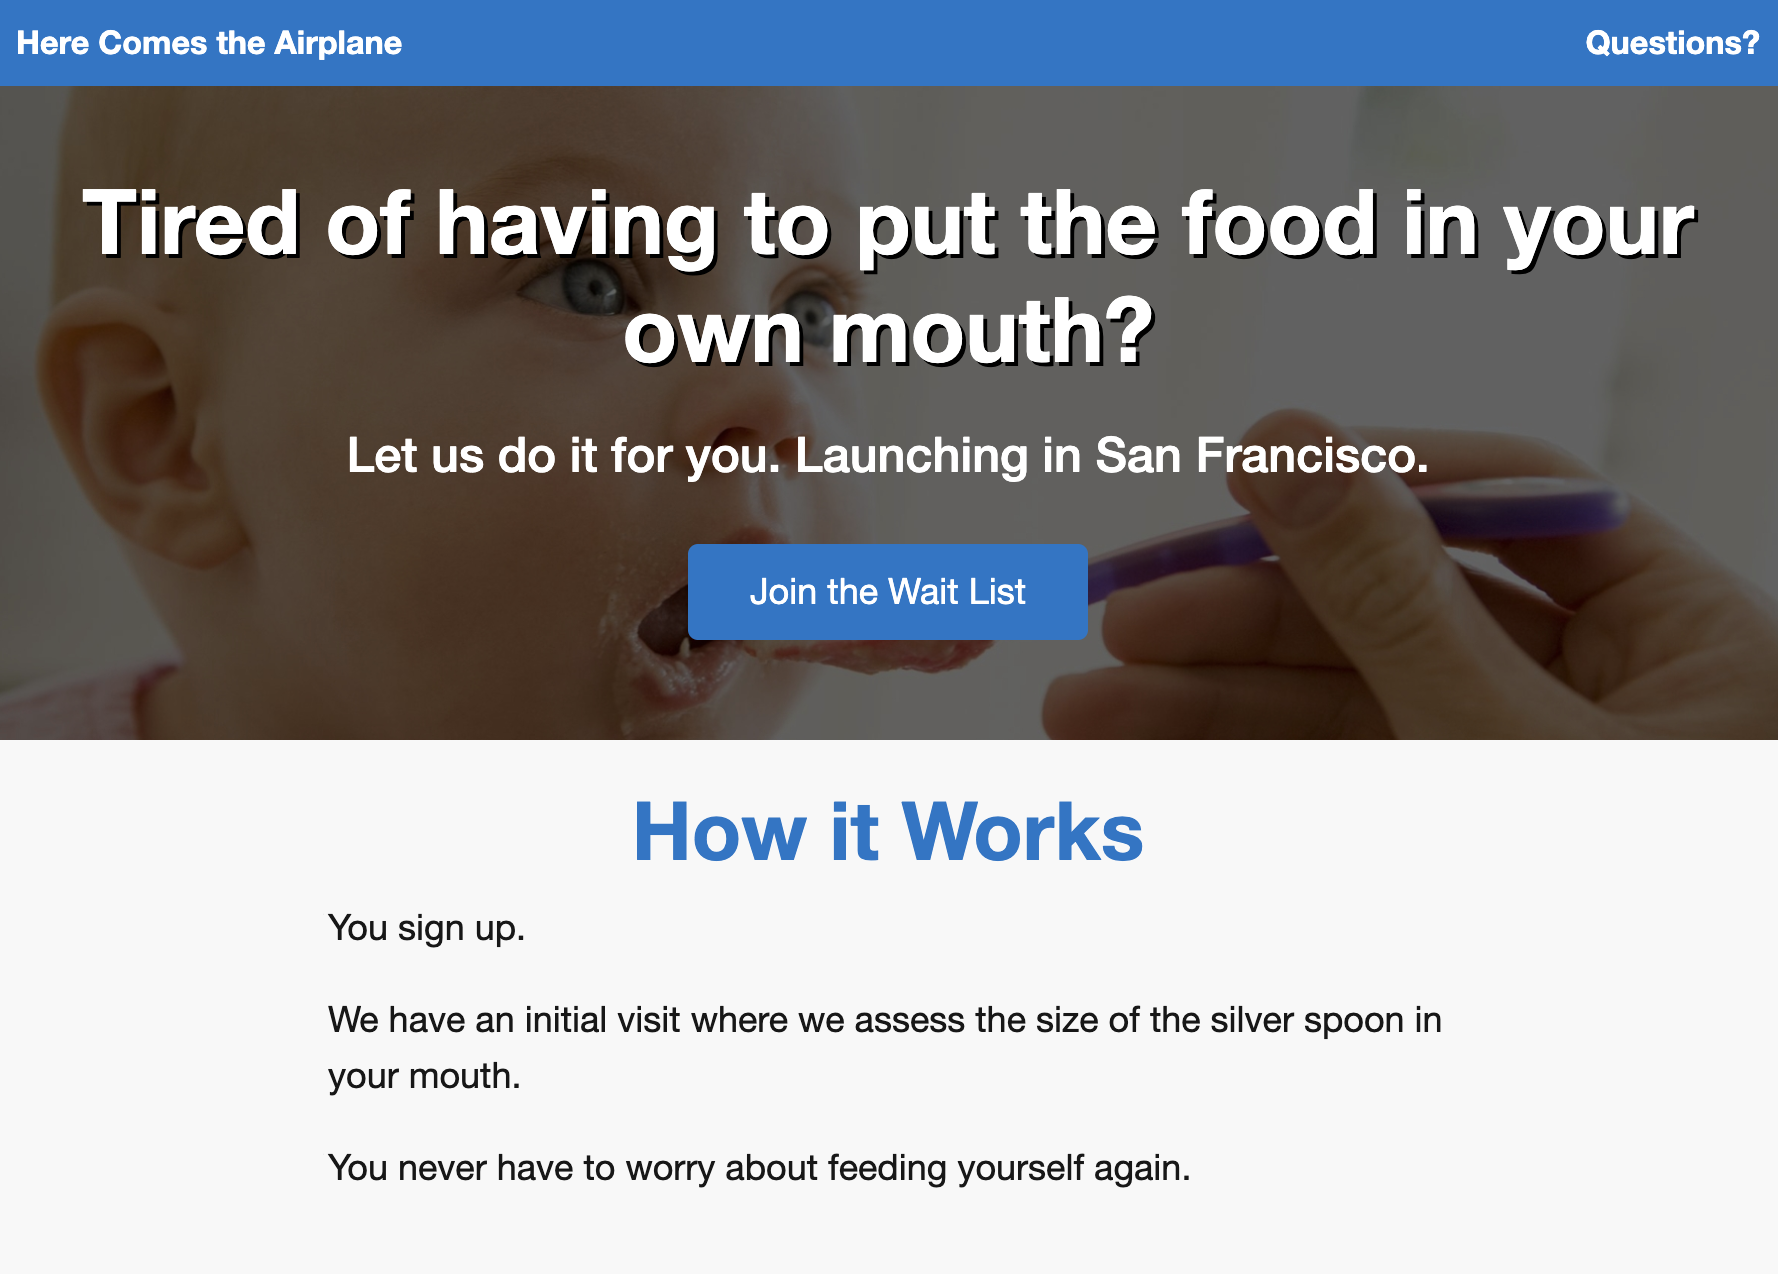 Here Comes the Airplane
Questions?
Tired of having to put the food in your
own mouth?
Let us do it for you. Launching in San Francisco.
Join the Wait List
How it Works
You sign up.
We have an initial visit where we assess the size of the silver spoon in
your mouth.
You never have to worry about feeding yourself again.